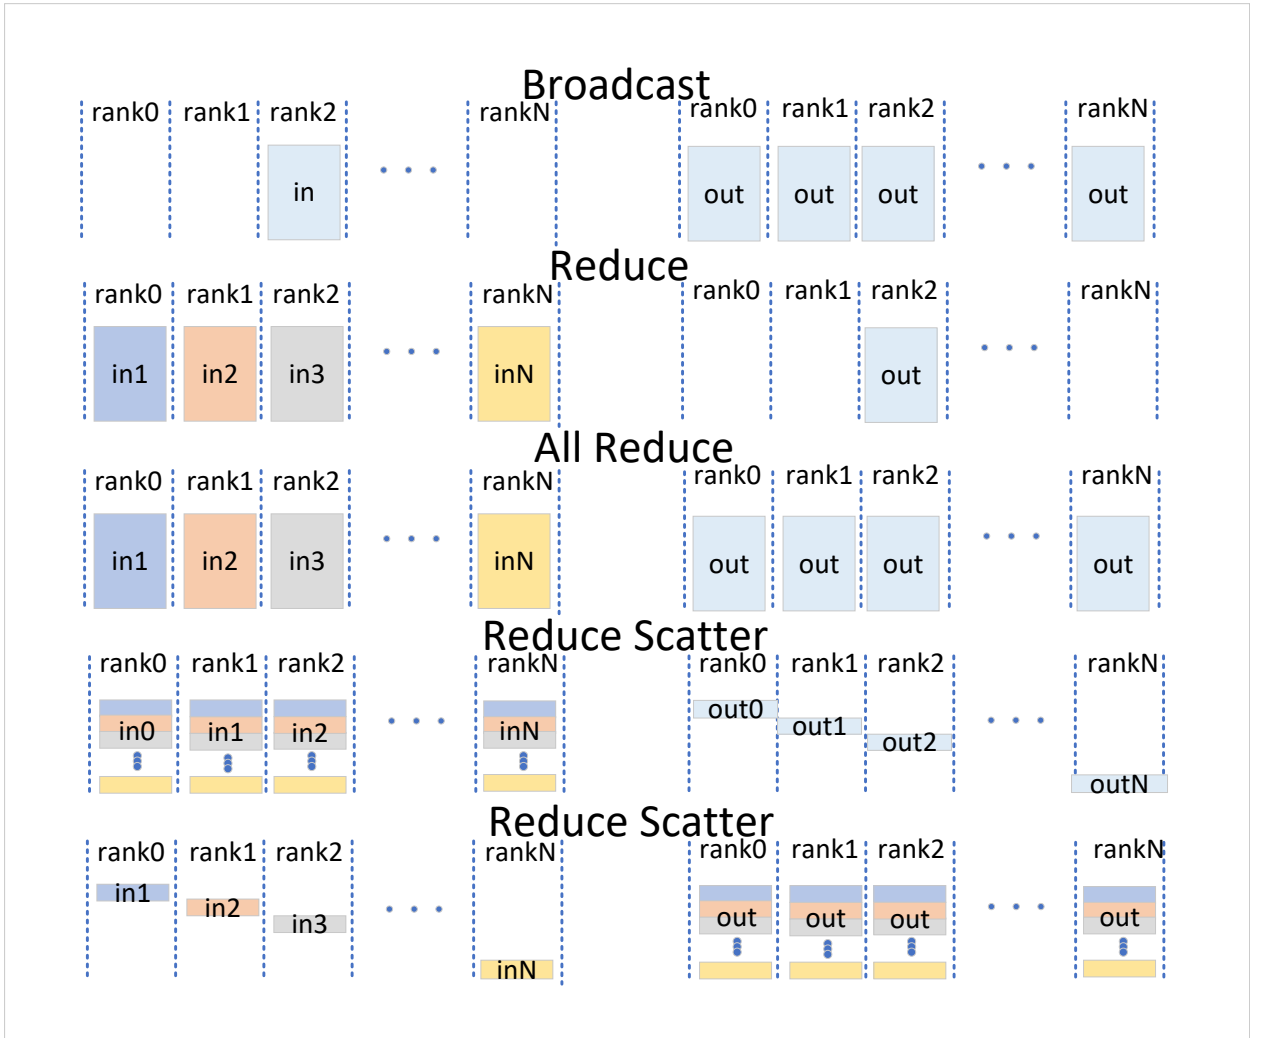 Broadcast
rank0 rank1 rank2 rankN rank0 rank1 rank2 rankN
in out out out out
Reduce
rank0 rank1 rank2 rankN rank0 rank1 rank2 rankN
in1 in2 in3 inN out
All Reduce
rank0 rank1 rank2 rankN rank0 rank1 rank2 rankN
in1 in2 in3 inN out out out out
Reduce Scatter
rank0 rank1 rank2 rankN rank0 rank1 rank2 rankN
in0 in1 in2 inN out0 out1 out2 outN
Reduce Scatter
rank0 rank1 rank2 rankN rank0 rank1 rank2 rankN
in1 in2 in3 inN out out out out